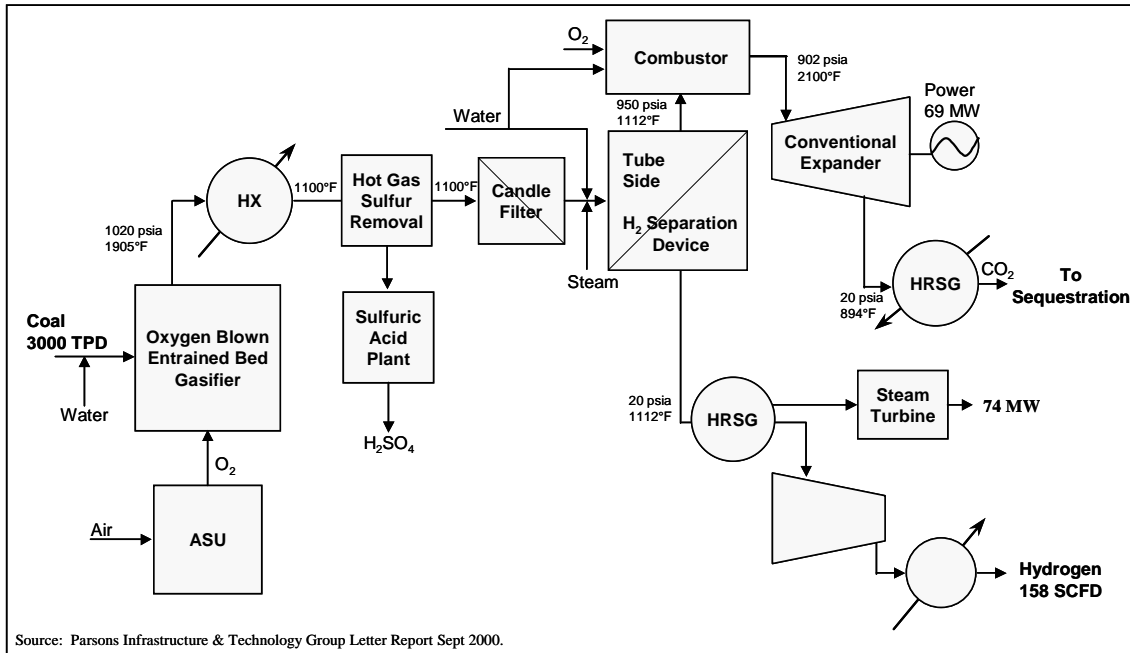 O2
Combustor
902 psia
2100°F
Power
69 MW
950 psia
1112°F
Water
Conventional
Expander
Tube
Side
H2 Separation
Device
HX
1100°F
Hot Gas
Sulfur
Removal
1100°F
Candle
Filter
1020 psia
1905°F
Steam
HRSG
CO2
To
Sequestration
20 psia
894°F
Coal
3000 TPD
Oxygen Blown
Entrained Bed
Gasifier
Sulfuric
Acid
Plant
Water
20 psia
1112°F
HRSG
Steam
Turbine
74 MW
H2SO4
O2
Air
ASU
Hydrogen
158 SCFD
Source: Parsons Infrastructure & Technology Group Letter Report Sept 2000.